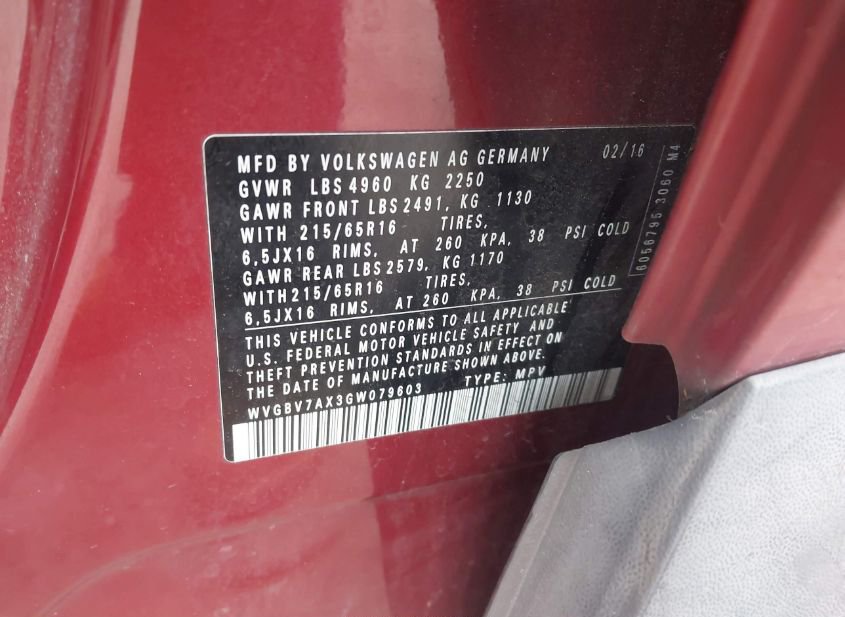 MFD BY VOLKSWAGEN AG GERMANY 02/16
GVWR LBS 4960 KG 2250
GAWR FRONT LBS 2491, KG 1130
WITH 215/65R16 TIRES,
6,5JX16 RIMS, AT 260 KPA, 38 PSI COLD
GAWR REAR LBS 2579, KG 1170
WITH215/65R16 TIRES,
6,5JX16 RIMS, AT 260 KPA, 38 PSI COLD
THIS VEHICLE CONFORMS TO ALL APPLICABLE
U.S. FEDERAL MOTOR VEHICLE SAFETY AND
THEFT PREVENTION STANDARDS IN EFFECT ON
THE DATE OF MANUFACTURE SHOWN ABOVE.
WVGBV7AX3GW079603 TYPE: MPV
6056795 3060 M4